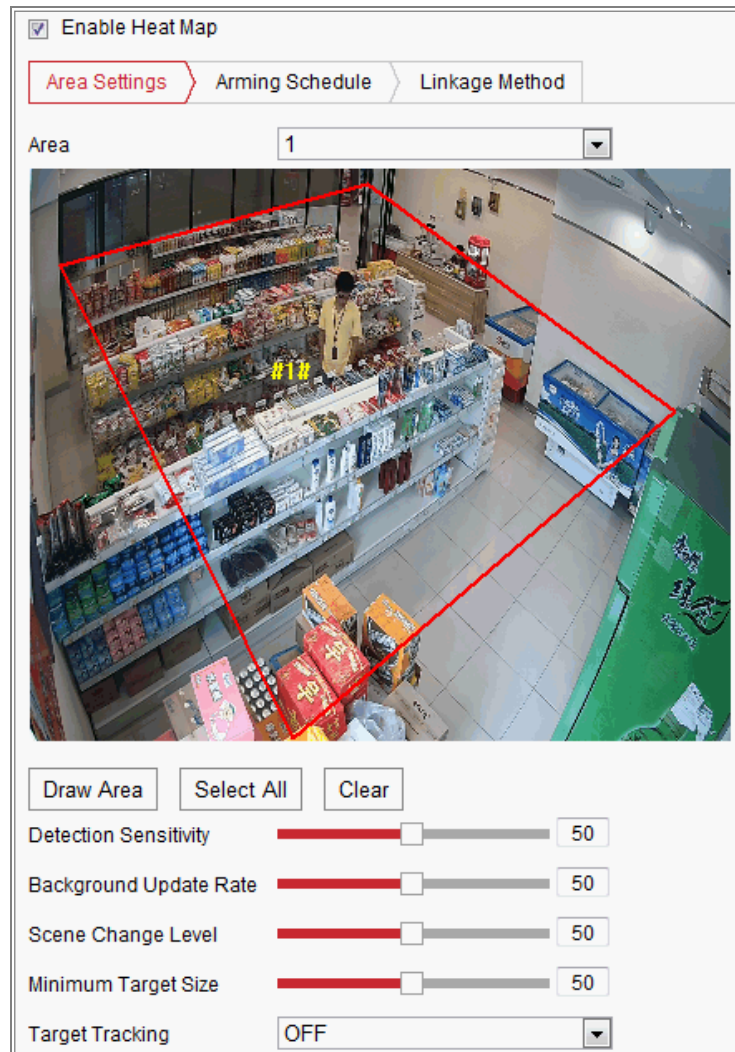 Enable Heat Map
Area Settings Arming Schedule Linkage Method
Area 1
#1#
Draw Area Select All Clear
Detection Sensitivity 50
Background Update Rate 50
Scene Change Level 50
Minimum Target Size 50
Target Tracking OFF